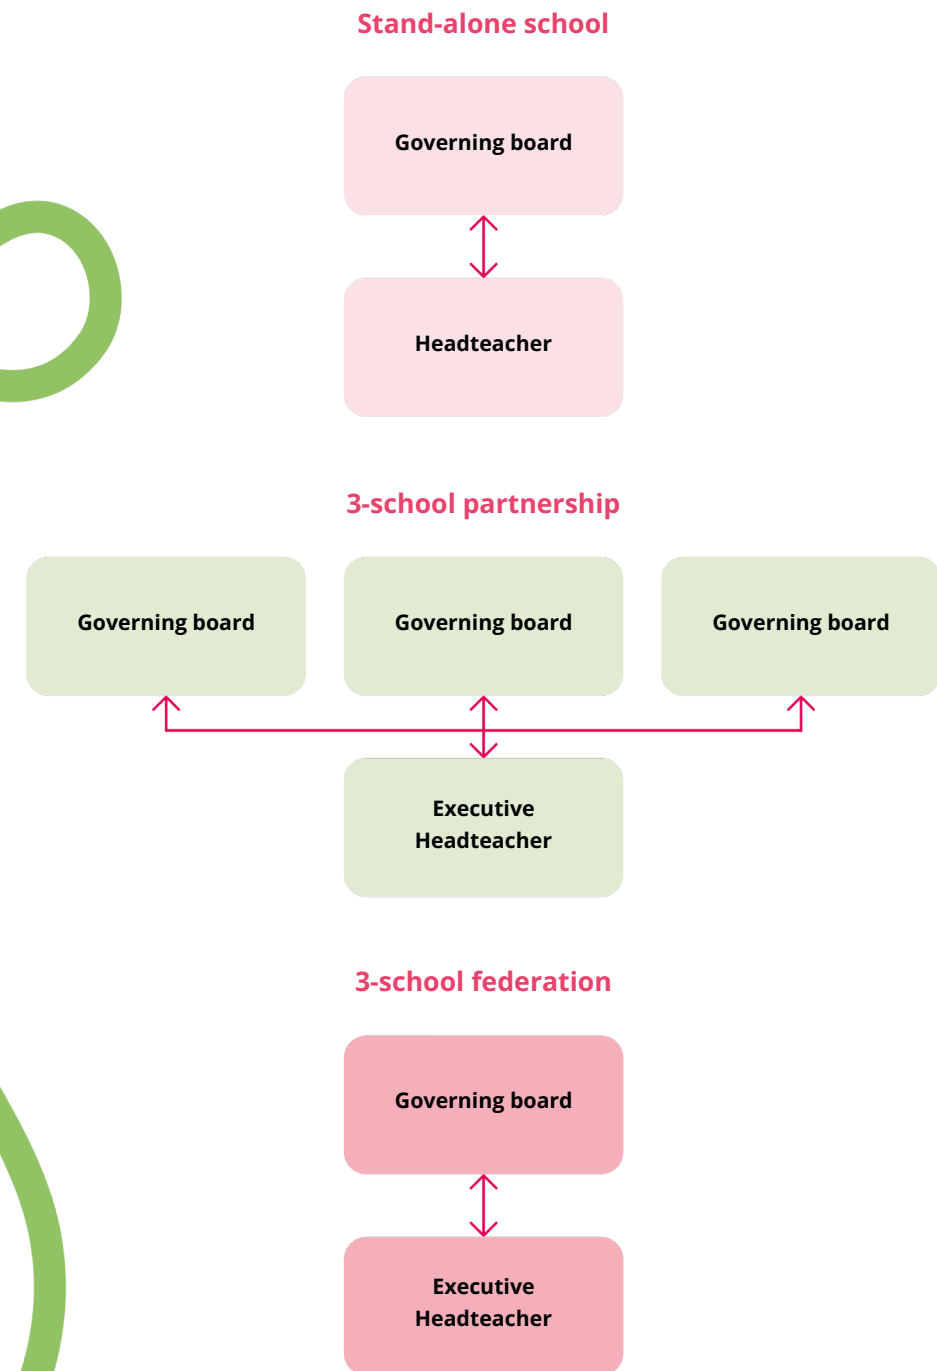 Stand-alone school
Governing board
Headteacher
3-school partnership
Governing board
Governing board
Governing board
Executive
Headteacher
3-school federation
Governing board
Executive
Headteacher